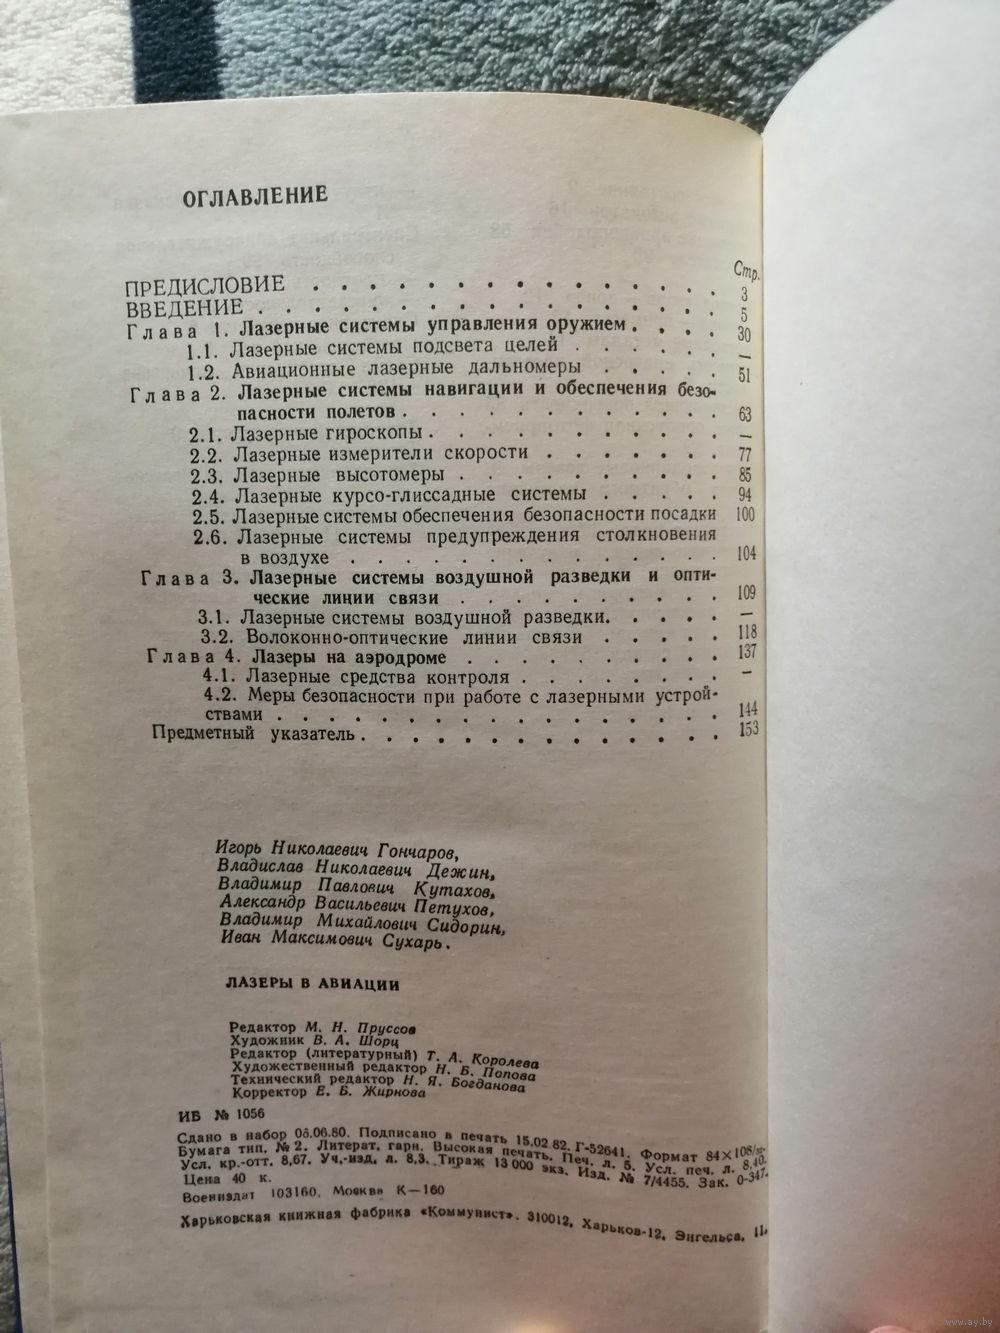 ОГЛАВЛЕНИЕ
Стр.
ПРЕДИСЛОВИЕ . . . . . . . . . . . . . . . 3
ВВЕДЕНИЕ . . . . . . . . . . . . . . . . 5
Глава 1. Лазерные системы управления оружием . . . . 30
1.1. Лазерные системы подсвета целей . . . . . . —
1.2. Авиационные лазерные дальномеры . . . . . 51
Глава 2. Лазерные системы навигации и обеспечения безо-
пасности полетов . . . . . . . . . . . . 63
2.1. Лазерные гироскопы . . . . . . . . . . . —
2.2. Лазерные измерители скорости . . . . . . . 77
2.3. Лазерные высотомеры . . . . . . . . . . 85
2.4. Лазерные курсо-глиссадные системы . . . . . 94
2.5. Лазерные системы обеспечения безопасности посадки 100
2.6. Лазерные системы предупреждения столкновения
в воздухе . . . . . . . . . . . . . . 104
Глава 3. Лазерные системы воздушной разведки и опти-
ческие линии связи . . . . . . . . . . 109
3.1. Лазерные системы воздушной разведки. . . . . —
3.2. Волоконно-оптические линии связи . . . . . 118
Глава 4. Лазеры на аэродроме . . . . . . . . . 137
4.1. Лазерные средства контроля . . . . . . . —
4.2. Меры безопасности при работе с лазерными устрой-
ствами . . . . . . . . . . . . . . . . . 144
Предметный указатель . . . . . . . . . . . . . 153
Игорь Николаевич Гончаров,
Владислав Николаевич Дежин,
Владимир Павлович Кутахов,
Александр Васильевич Петухов,
Владимир Михайлович Сидорин,
Иван Максимович Сухарь.
ЛАЗЕРЫ В АВИАЦИИ
Редактор М. Н. Пруссов
Художник В. А. Шорц
Редактор (литературный) Т. А. Королева
Художественный редактор Н. Б. Попова
Технический редактор Н. Я. Богданова
Корректор Е. Б. Жирнова
ИБ № 1056
Сдано в набор 06.06.80. Подписано в печать 15.02 82. Г-52641. Формат 84×108/
Бумага тип. № 2. Литерат. гарн. Высокая печать. Печ. л. 5. Усл. печ. л. 8,40.
Усл. кр.-отт. 8,67. Уч.-изд. л. 8,3. Тираж 13 000 экз. Изд. № 7/4455. Зак. 0-347.
Цена 40 к.
Воениздат 103160, Москва К—160
Харьковская книжная фабрика «Коммунист». 310012, Харьков-12, Энгельса, 11.
www.ay.by